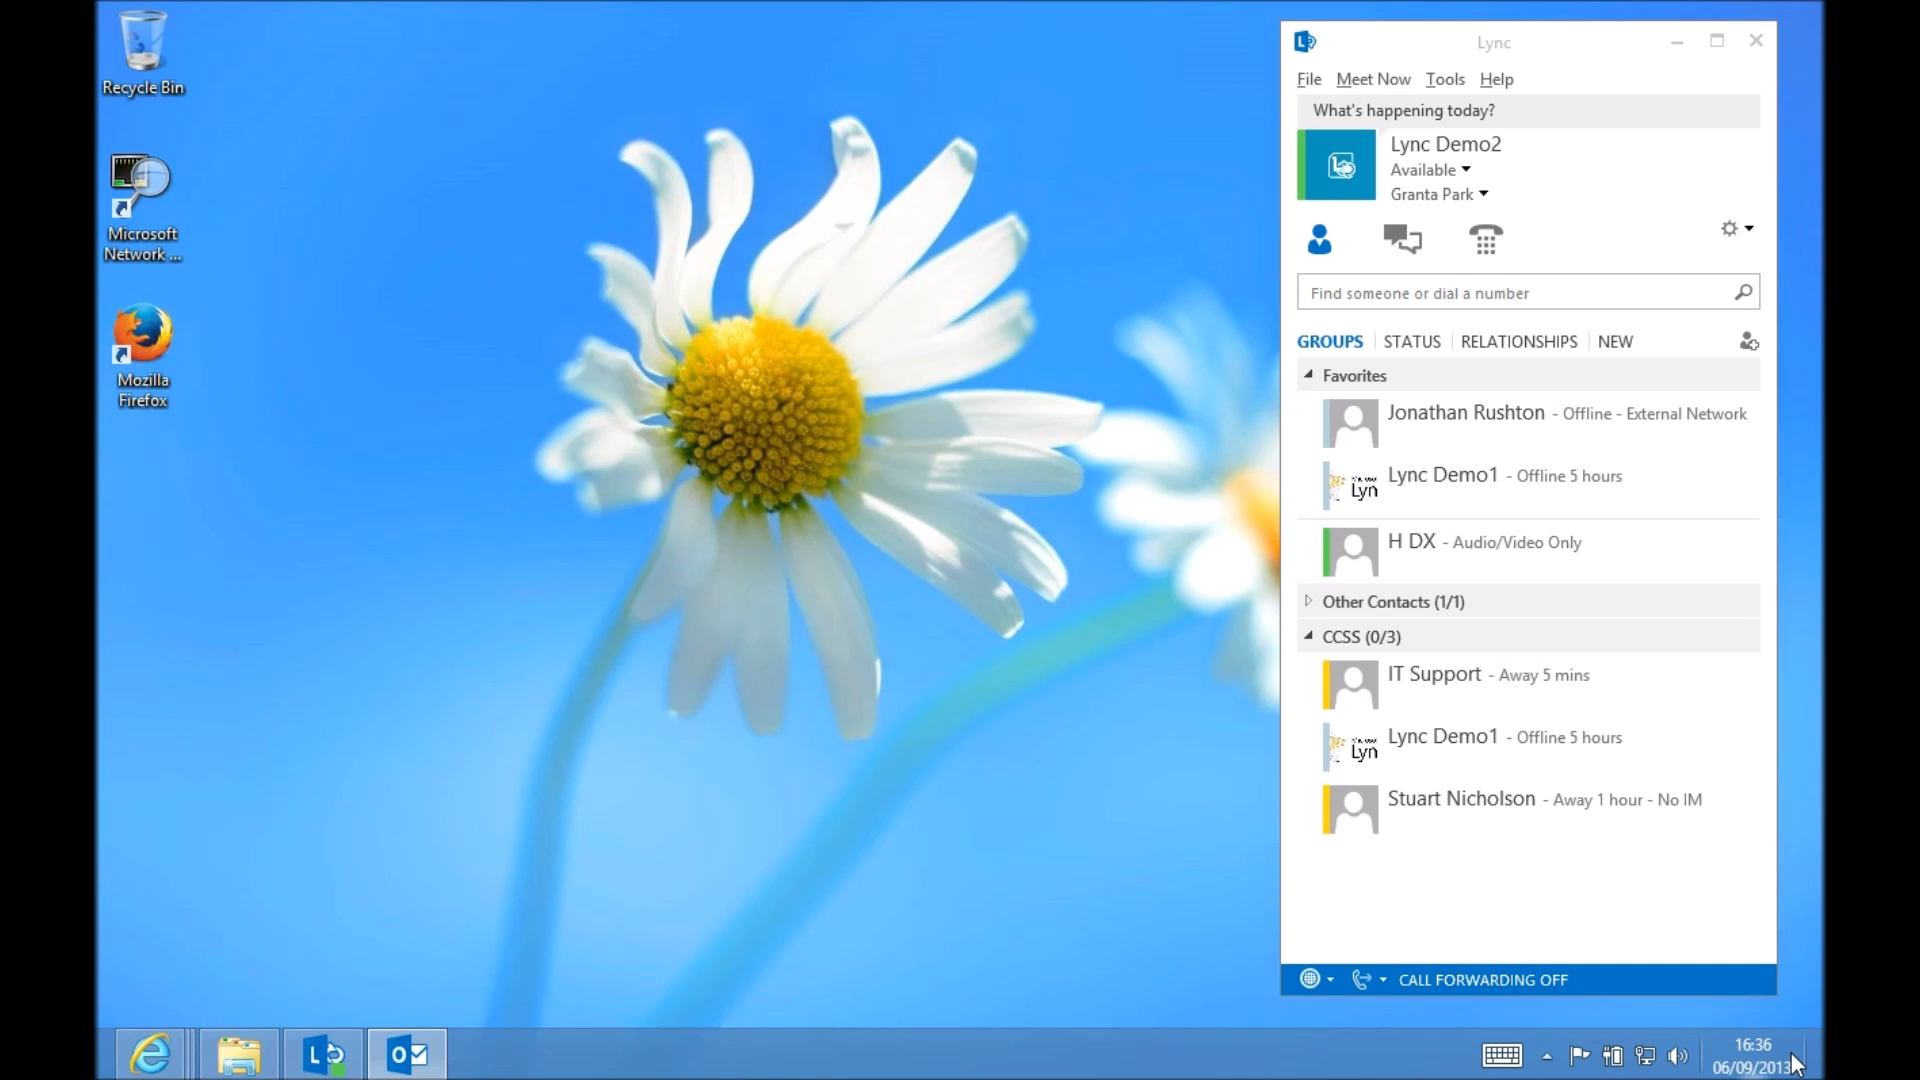 Recycle Bin
Microsoft
Network ...
Mozilla
Firefox
Lync
File Meet Now Tools Help
What's happening today?
Lync Demo2
Available
Granta Park
Find someone or dial a number
GROUPS STATUS RELATIONSHIPS NEW
Favorites
Jonathan Rushton - Offline - External Network
Lync Demo1 - Offline 5 hours
Lyn
H DX - Audio/Video Only
Other Contacts (1/1)
CCSS (0/3)
IT Support - Away 5 mins
Lync Demo1 - Offline 5 hours
Lyn
Stuart Nicholson - Away 1 hour - No IM
CALL FORWARDING OFF
16:36
06/09/2013